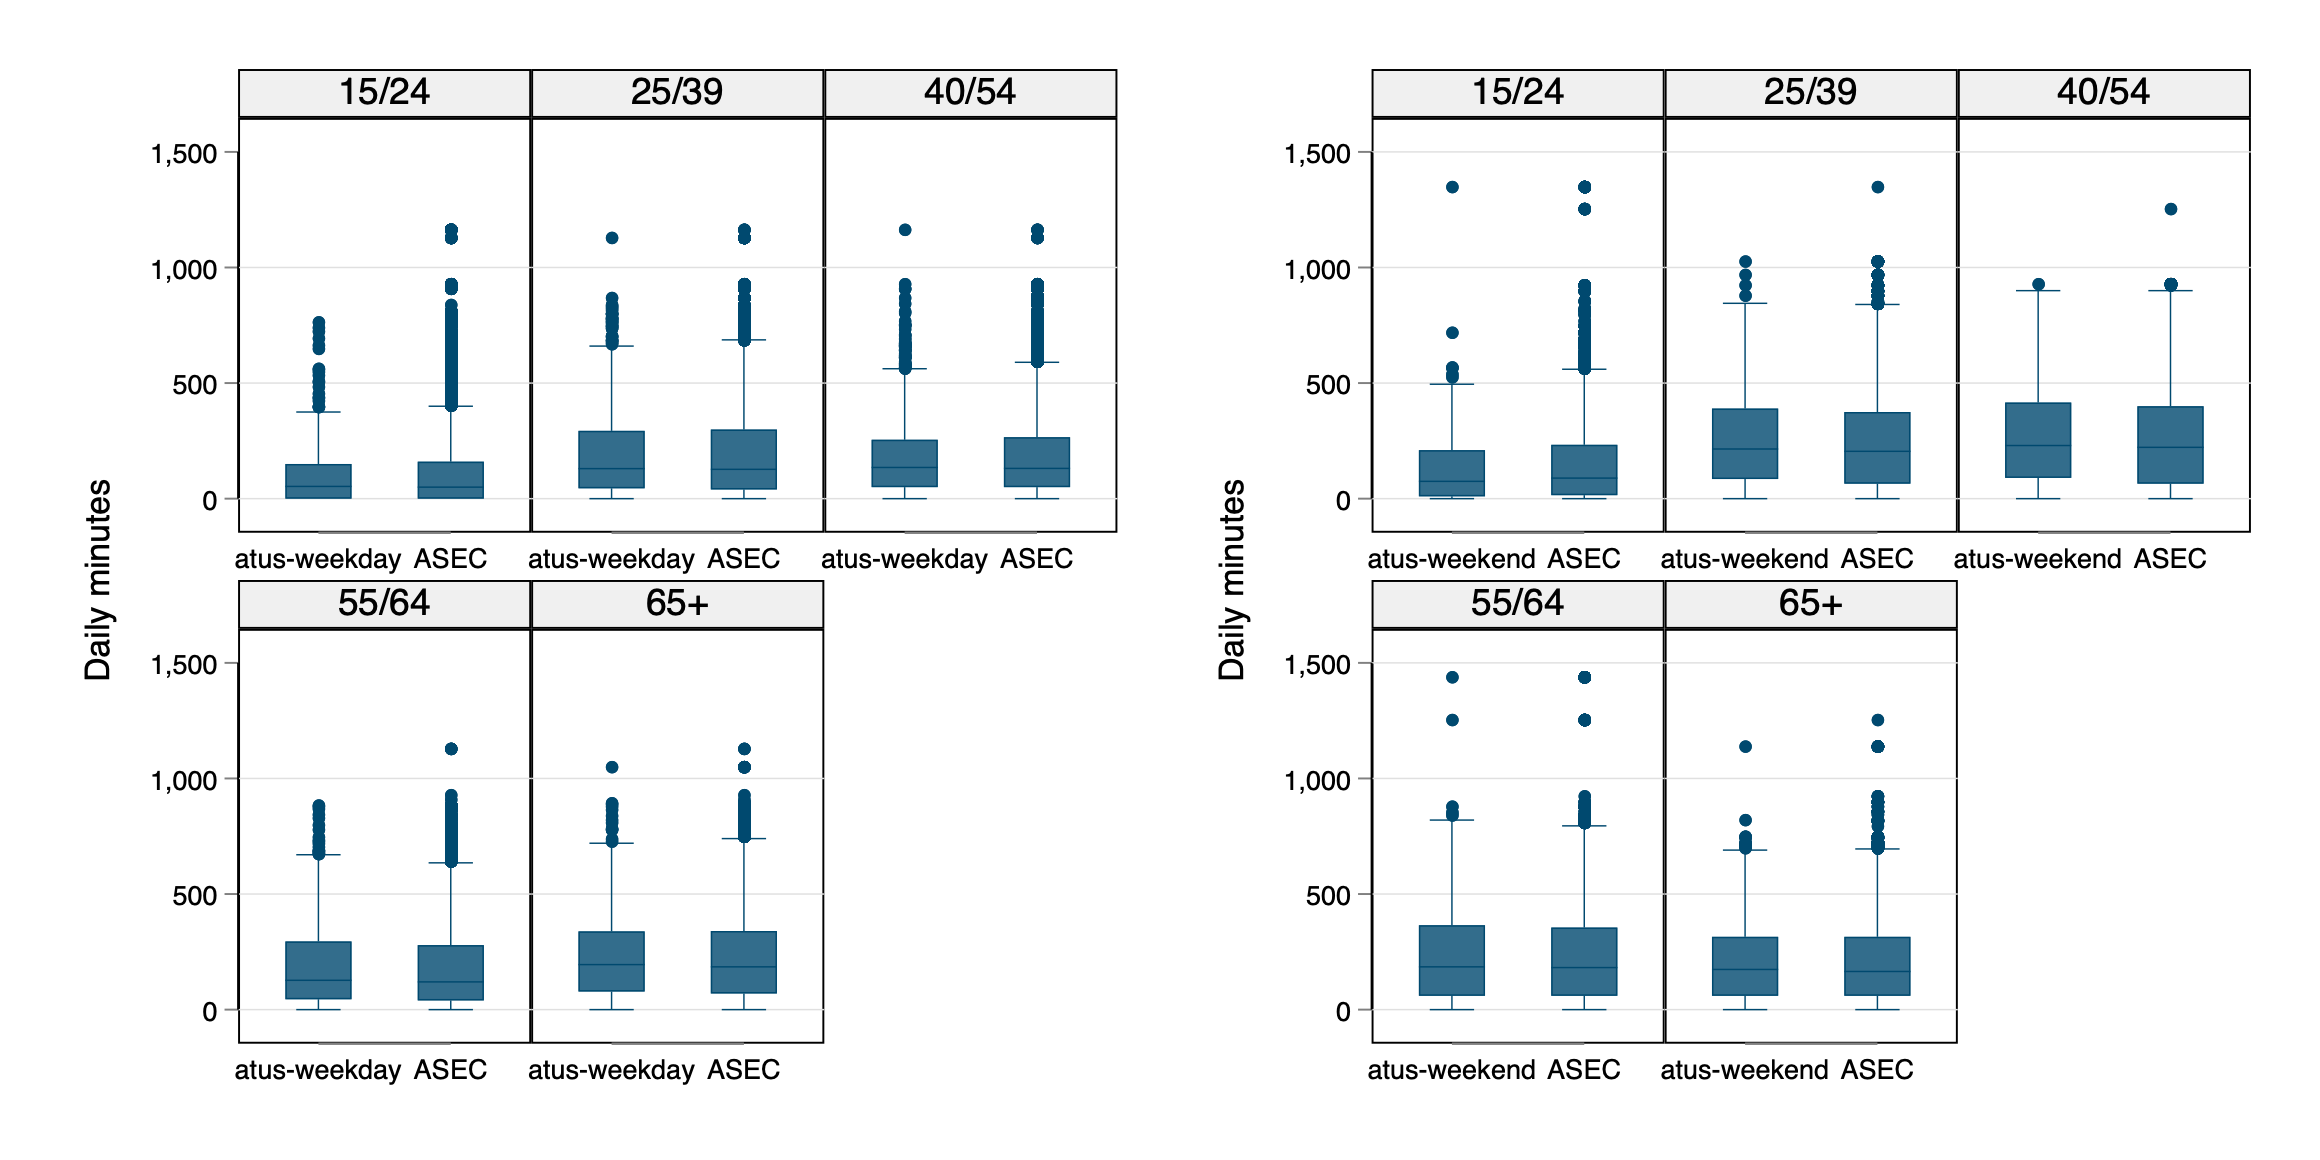 15/24 25/39 40/54
1,500
1,000
500
0
atus-weekday ASEC atus-weekday ASEC atus-weekday ASEC
55/64 65+
1,500
1,000
500
0
atus-weekday ASEC atus-weekday ASEC
Daily minutes
15/24 25/39 40/54
1,500
1,000
500
0
atus-weekend ASEC atus-weekend ASEC atus-weekend ASEC
55/64 65+
1,500
1,000
500
0
atus-weekend ASEC atus-weekend ASEC
Daily minutes